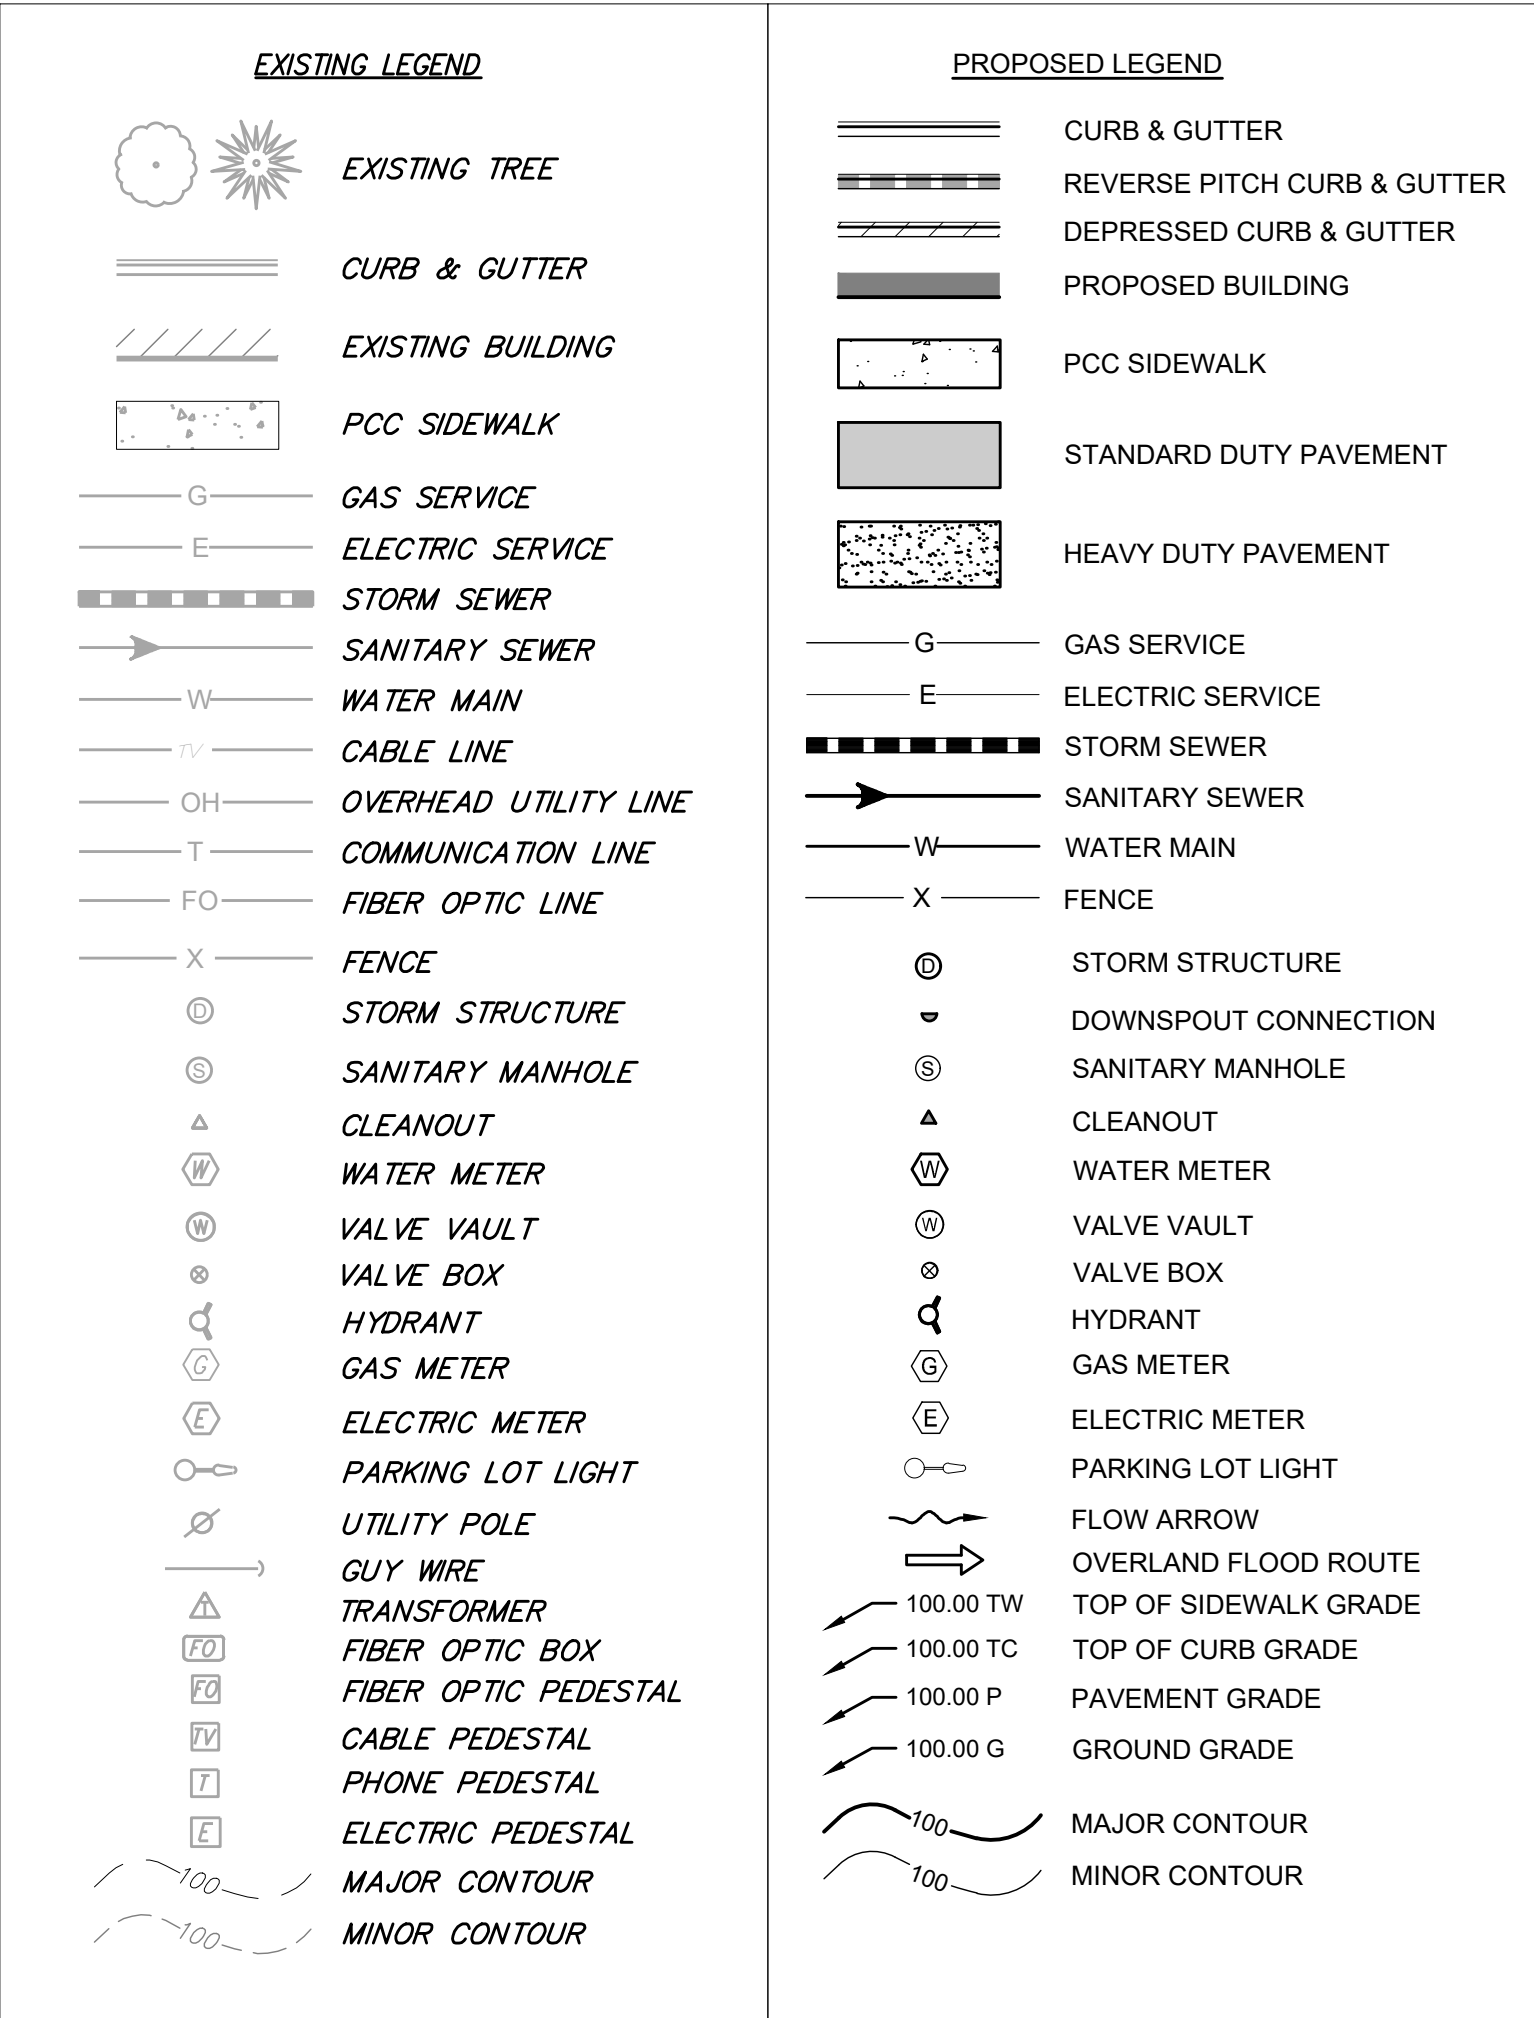 EXISTING LEGEND
EXISTING TREE
CURB & GUTTER
EXISTING BUILDING
PCC SIDEWALK
G GAS SERVICE
E ELECTRIC SERVICE
STORM SEWER
SANITARY SEWER
W WATER MAIN
TV CABLE LINE
OH OVERHEAD UTILITY LINE
T COMMUNICATION LINE
FO FIBER OPTIC LINE
X FENCE
D STORM STRUCTURE
S SANITARY MANHOLE
CLEANOUT
W WATER METER
W VALVE VAULT
VALVE BOX
HYDRANT
G GAS METER
E ELECTRIC METER
PARKING LOT LIGHT
UTILITY POLE
GUY WIRE
T TRANSFORMER
FO FIBER OPTIC BOX
FO FIBER OPTIC PEDESTAL
TV CABLE PEDESTAL
T PHONE PEDESTAL
E ELECTRIC PEDESTAL
100 MAJOR CONTOUR
100 MINOR CONTOUR
PROPOSED LEGEND
CURB & GUTTER
REVERSE PITCH CURB & GUTTER
DEPRESSED CURB & GUTTER
PROPOSED BUILDING
PCC SIDEWALK
STANDARD DUTY PAVEMENT
HEAVY DUTY PAVEMENT
G GAS SERVICE
E ELECTRIC SERVICE
STORM SEWER
SANITARY SEWER
W WATER MAIN
X FENCE
D STORM STRUCTURE
DOWNSPOUT CONNECTION
S SANITARY MANHOLE
CLEANOUT
W WATER METER
W VALVE VAULT
VALVE BOX
HYDRANT
G GAS METER
E ELECTRIC METER
PARKING LOT LIGHT
FLOW ARROW
OVERLAND FLOOD ROUTE
100.00 TW TOP OF SIDEWALK GRADE
100.00 TC TOP OF CURB GRADE
100.00 P PAVEMENT GRADE
100.00 G GROUND GRADE
100 MAJOR CONTOUR
100 MINOR CONTOUR